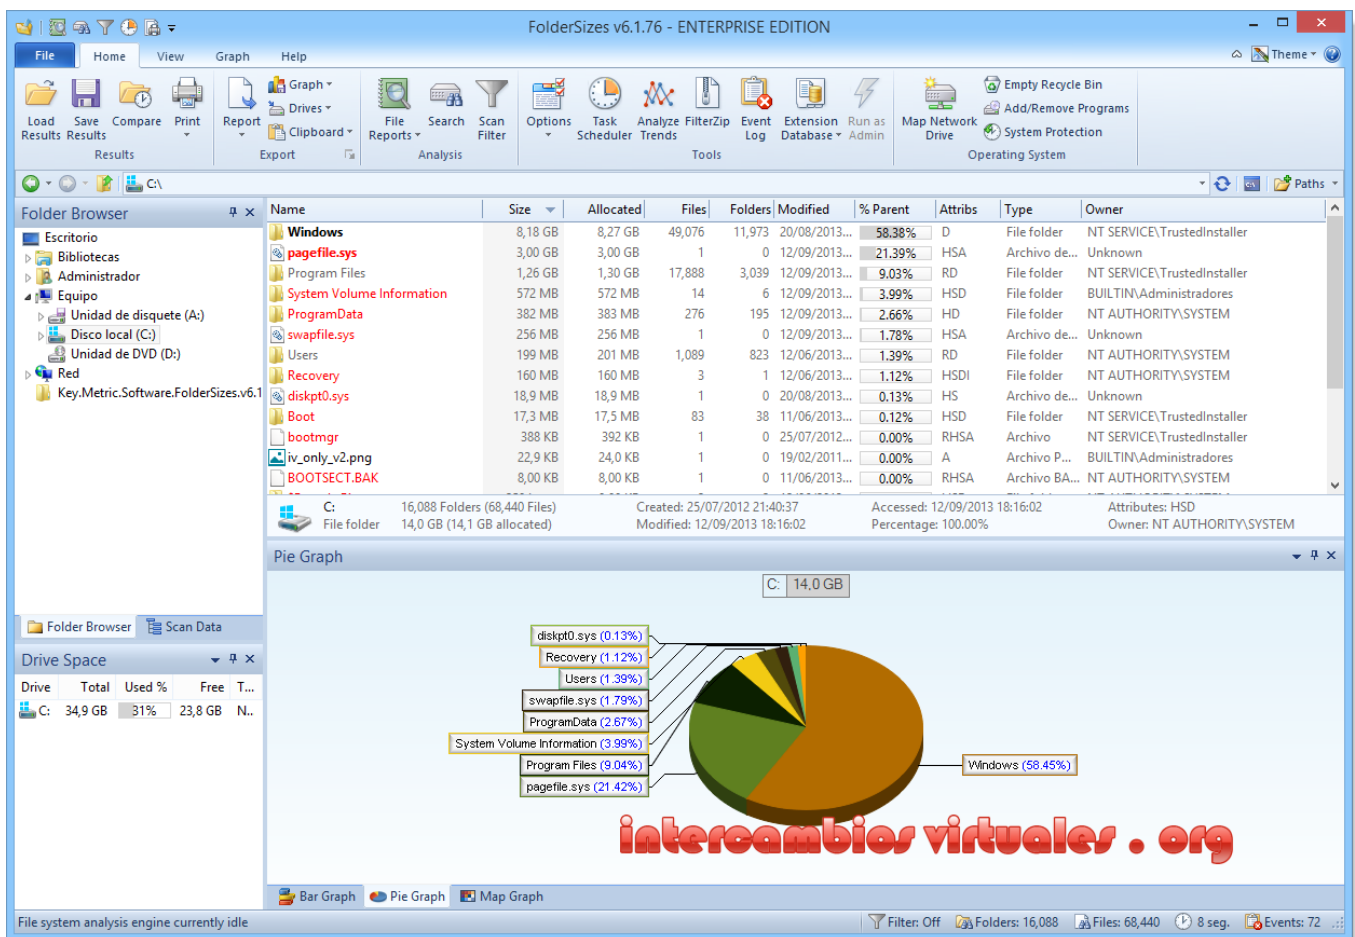 FolderSizes v6.1.76 - ENTERPRISE EDITION
File Home View Graph Help Theme
Load Results Save Results Compare Print Report Graph Drives Clipboard File Reports Search Scan Filter Options Task Scheduler Analyze Trends FilterZip Event Log Extension Database Run as Admin Map Network Drive Empty Recycle Bin Add/Remove Programs System Protection
Results Export Analysis Tools Operating System
C:\ Paths
Folder Browser
Escritorio
Bibliotecas
Administrador
Equipo
Unidad de disquete (A:)
Disco local (C:)
Unidad de DVD (D:)
Red
Key.Metric.Software.FolderSizes.v6.1
Folder Browser Scan Data
Drive Space
Drive Total Used % Free T...
C: 34,9 GB 31% 23,8 GB N..
Name Size Allocated Files Folders Modified % Parent Attribs Type Owner
Windows 8,18 GB 8,27 GB 49,076 11,973 20/08/2013... 58.38% D File folder NT SERVICE\TrustedInstaller
pagefile.sys 3,00 GB 3,00 GB 1 0 12/09/2013... 21.39% HSA Archivo de... Unknown
Program Files 1,26 GB 1,30 GB 17,888 3,039 12/09/2013... 9.03% RD File folder NT SERVICE\TrustedInstaller
System Volume Information 572 MB 572 MB 14 6 12/09/2013... 3.99% HSD File folder BUILTIN\Administradores
ProgramData 382 MB 383 MB 276 195 12/09/2013... 2.66% HD File folder NT AUTHORITY\SYSTEM
swapfile.sys 256 MB 256 MB 1 0 12/09/2013... 1.78% HSA Archivo de... Unknown
Users 199 MB 201 MB 1,089 823 12/06/2013... 1.39% RD File folder NT AUTHORITY\SYSTEM
Recovery 160 MB 160 MB 3 1 12/06/2013... 1.12% HSDI File folder NT AUTHORITY\SYSTEM
diskpt0.sys 18,9 MB 18,9 MB 1 0 20/08/2013... 0.13% HS Archivo de... Unknown
Boot 17,3 MB 17,5 MB 83 38 11/06/2013... 0.12% HSD File folder NT SERVICE\TrustedInstaller
bootmgr 388 KB 392 KB 1 0 25/07/2012... 0.00% RHSA Archivo NT SERVICE\TrustedInstaller
iv_only_v2.png 22,9 KB 24,0 KB 1 0 19/02/2011... 0.00% A Archivo P... BUILTIN\Administradores
BOOTSECT.BAK 8,00 KB 8,00 KB 1 0 11/06/2013... 0.00% RHSA Archivo BA... NT AUTHORITY\SYSTEM
C: 16,088 Folders (68,440 Files) Created: 25/07/2012 21:40:37 Accessed: 12/09/2013 18:16:02 Attributes: HSD
File folder 14,0 GB (14,1 GB allocated) Modified: 12/09/2013 18:16:02 Percentage: 100.00% Owner: NT AUTHORITY\SYSTEM
Pie Graph
C: 14,0 GB
diskpt0.sys (0.13%)
Recovery (1.12%)
Users (1.39%)
swapfile.sys (1.79%)
ProgramData (2.67%)
System Volume Information (3.99%)
Program Files (9.04%)
pagefile.sys (21.42%)
Windows (58.45%)
intercambios virtuales . org
Bar Graph Pie Graph Map Graph
File system analysis engine currently idle Filter: Off Folders: 16,088 Files: 68,440 8 seg. Events: 72